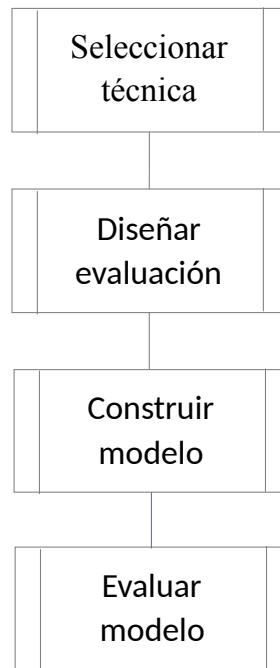 Seleccionar
técnica
Diseñar
evaluación
Construir
modelo
Evaluar
modelo